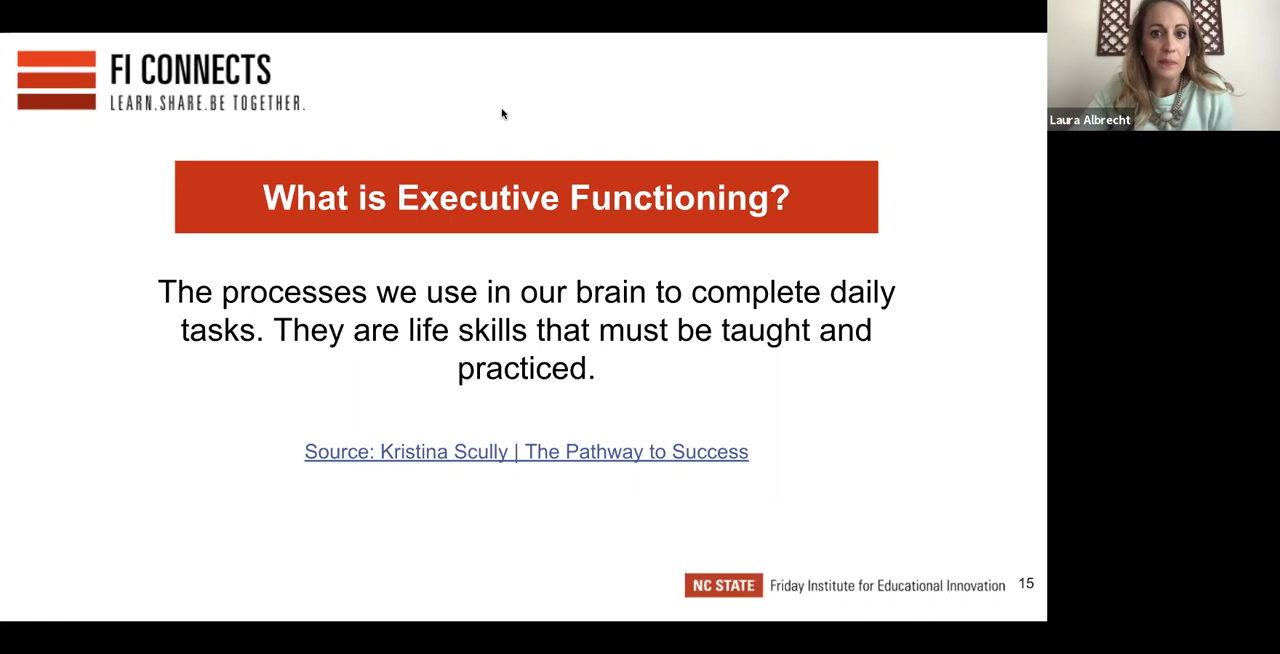 FI CONNECTS
LEARN.SHARE.BE TOGETHER.
Laura Albrecht
What is Executive Functioning?
The processes we use in our brain to complete daily
tasks. They are life skills that must be taught and
practiced.
Source: Kristina Scully | The Pathway to Success
NC STATE Friday Institute for Educational Innovation 15